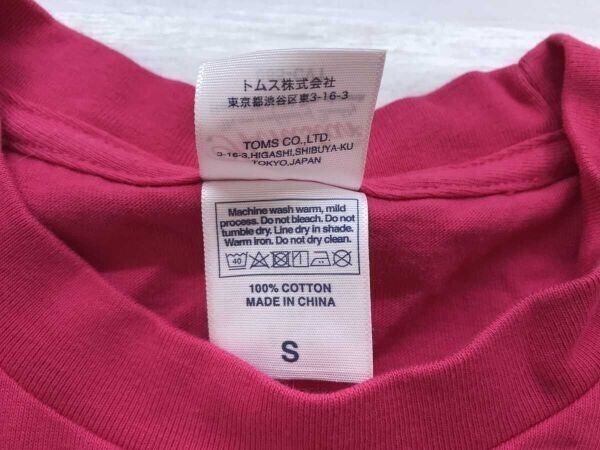 トムス株式会社
東京都渋谷区東3-16-3
TOMS CO.,LTD.
3-16-3,HIGASHI,SHIBUYA-KU
TOKYO,JAPAN
Machine wash warm, mild
process. Do not bleach. Do not
tumble dry. Line dry in shade.
Warm iron. Do not dry clean.
40
100% COTTON
MADE IN CHINA
S